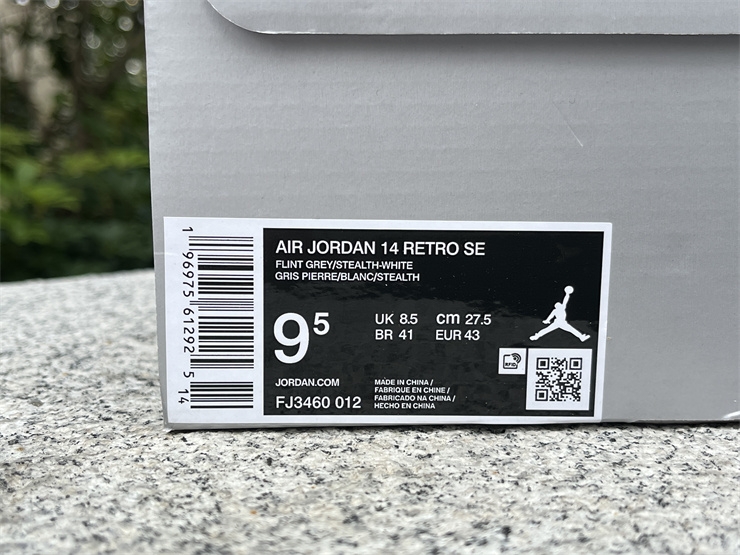 1 96975 61292 5 14
AIR JORDAN 14 RETRO SE
FLINT GREY/STEALTH-WHITE
GRIS PIERRE/BLANC/STEALTH
9⁵
UK 8.5 cm 27.5
BR 41 EUR 43
RFID
JORDAN.COM
FJ3460 012
MADE IN CHINA /
FABRIQUE EN CHINE /
FABRICADO NA CHINA /
HECHO EN CHINA